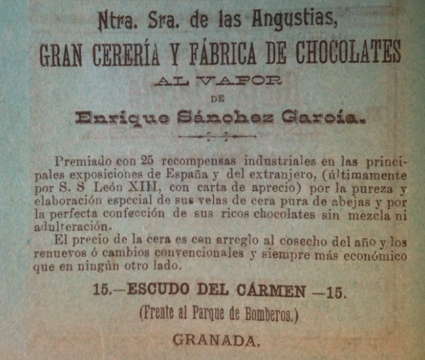 Ntra. Sra. de las Angustias,
GRAN CERERÍA Y FÁBRICA DE CHOCOLATES
AL VAPOR
DE
Enrique Sánchez García.
Premiado con 25 recompensas industriales en las princi-
pales exposiciones de España y del extranjero, (últimamente
por S. S' León XIII, con carta de aprecio) por la pureza y
elaboración especcial de sus velas de cera pura de abejas y por
la perfecta confección de sus ricos chocolates sin mezcla ni
adulteración.
El precio de la cera es con arreglo al cosecho del año y los
renuevos ó cambios convencionales y siempre más económico
que en ningún otro lado.
15.—ESCUDO DEL CÁRMEN —15.
(Frente al Parque de Bomberos.)
GRANADA.